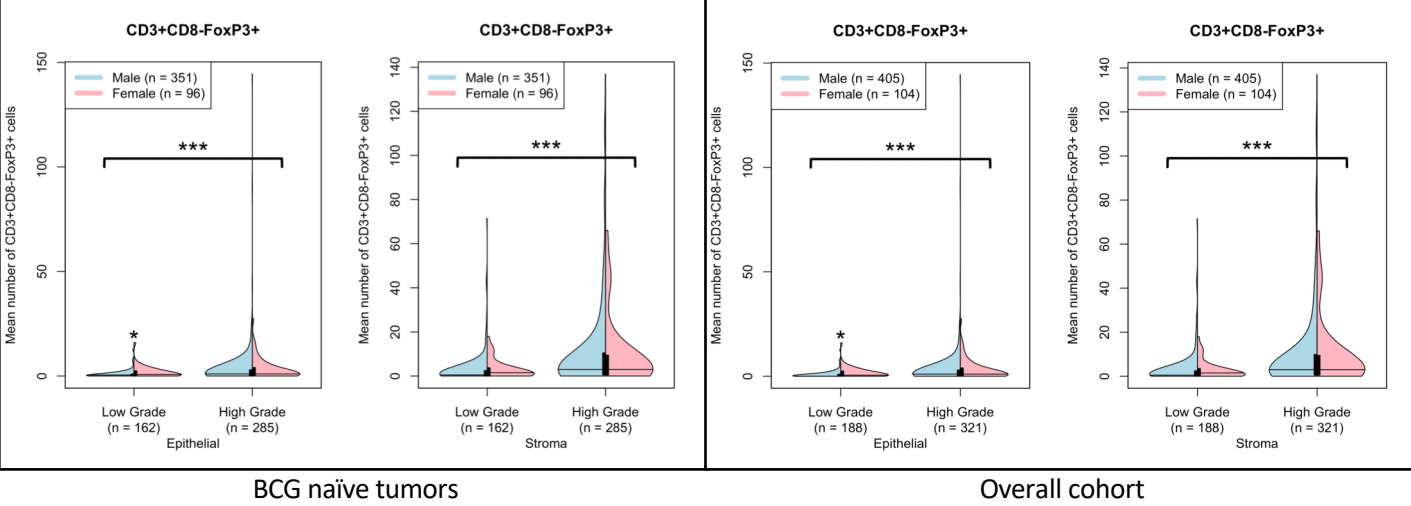 CD3+CD8-FoxP3+
Mean number of CD3+CD8-FoxP3+ cells
150
100
50
0
Male (n = 351)
Female (n = 96)
***
*
Low Grade
(n = 162)
High Grade
(n = 285)
Epithelial
CD3+CD8-FoxP3+
Mean number of CD3+CD8-FoxP3+ cells
140
120
100
80
60
40
20
0
Male (n = 351)
Female (n = 96)
***
Low Grade
(n = 162)
High Grade
(n = 285)
Stroma
BCG naïve tumors
CD3+CD8-FoxP3+
Mean number of CD3+CD8-FoxP3+ cells
150
100
50
0
Male (n = 405)
Female (n = 104)
***
*
Low Grade
(n = 188)
High Grade
(n = 321)
Epithelial
CD3+CD8-FoxP3+
Mean number of CD3+CD8-FoxP3+ cells
140
120
100
80
60
40
20
0
Male (n = 405)
Female (n = 104)
***
Low Grade
(n = 188)
High Grade
(n = 321)
Stroma
Overall cohort